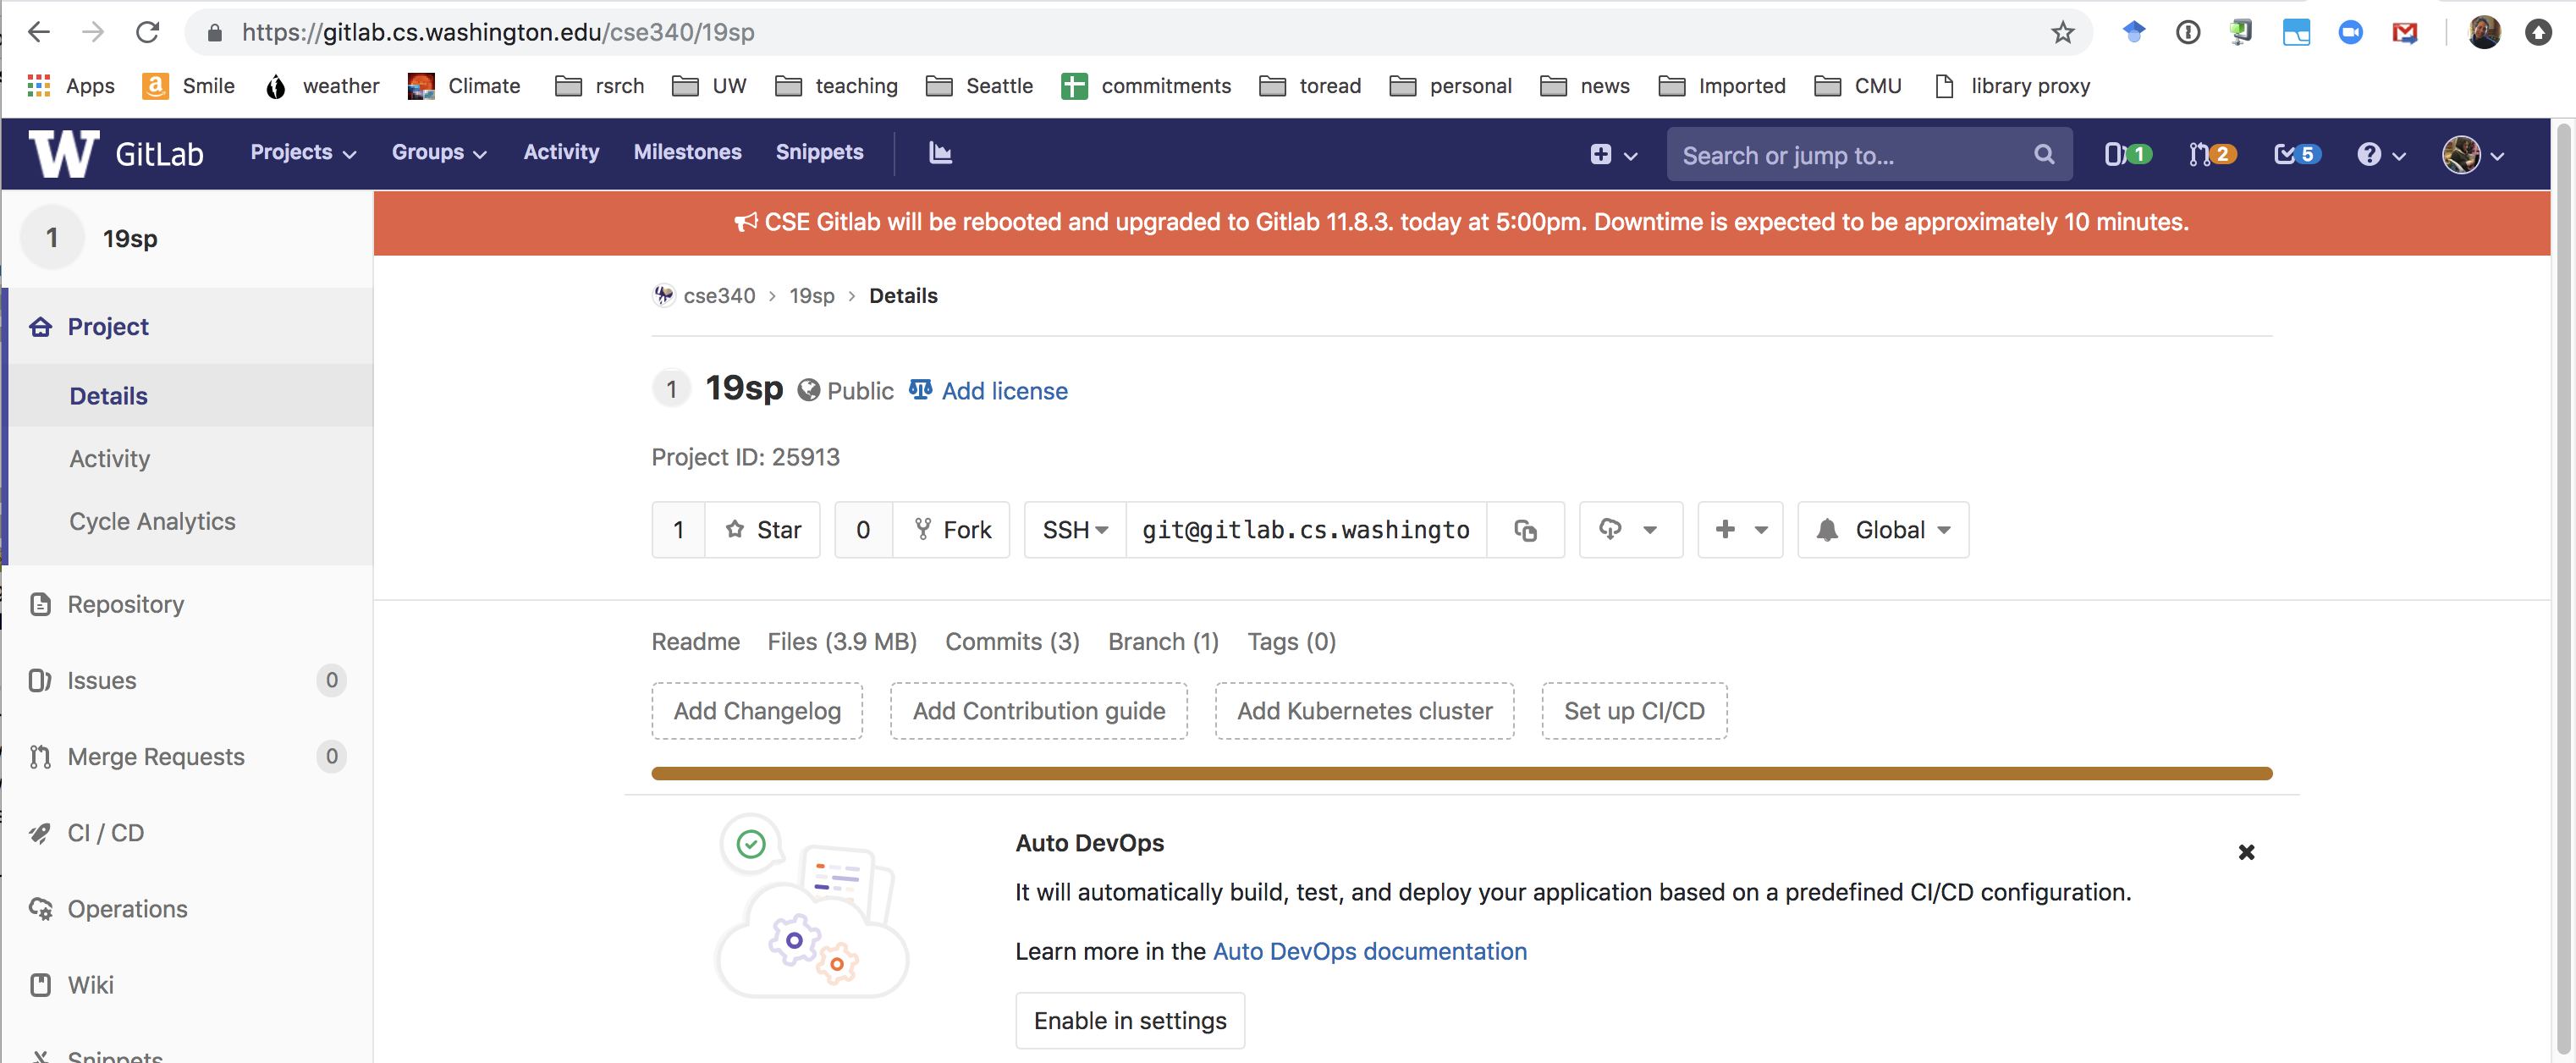 https://gitlab.cs.washington.edu/cse340/19sp
Apps Smile weather Climate rsrch UW teaching Seattle commitments toread personal news Imported CMU library proxy
W GitLab Projects Groups Activity Milestones Snippets Search or jump to... 1 2 5
1 19sp
CSE Gitlab will be rebooted and upgraded to Gitlab 11.8.3. today at 5:00pm. Downtime is expected to be approximately 10 minutes.
Project
Details
Activity
Cycle Analytics
Repository
Issues 0
Merge Requests 0
CI / CD
Operations
Wiki
Snippets
cse340 > 19sp > Details
1 19sp Public Add license
Project ID: 25913
1 Star 0 Fork SSH git@gitlab.cs.washingto Global
Readme Files (3.9 MB) Commits (3) Branch (1) Tags (0)
Add Changelog Add Contribution guide Add Kubernetes cluster Set up CI/CD
Auto DevOps
It will automatically build, test, and deploy your application based on a predefined CI/CD configuration.
Learn more in the Auto DevOps documentation
Enable in settings